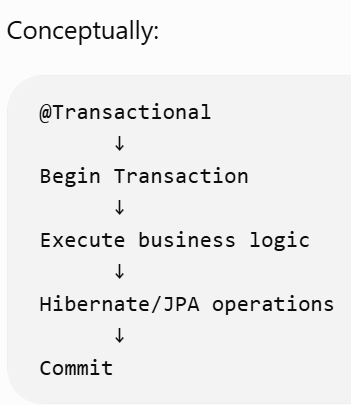 Conceptually:
@Transactional
↓
Begin Transaction
↓
Execute business logic
↓
Hibernate/JPA operations
↓
Commit